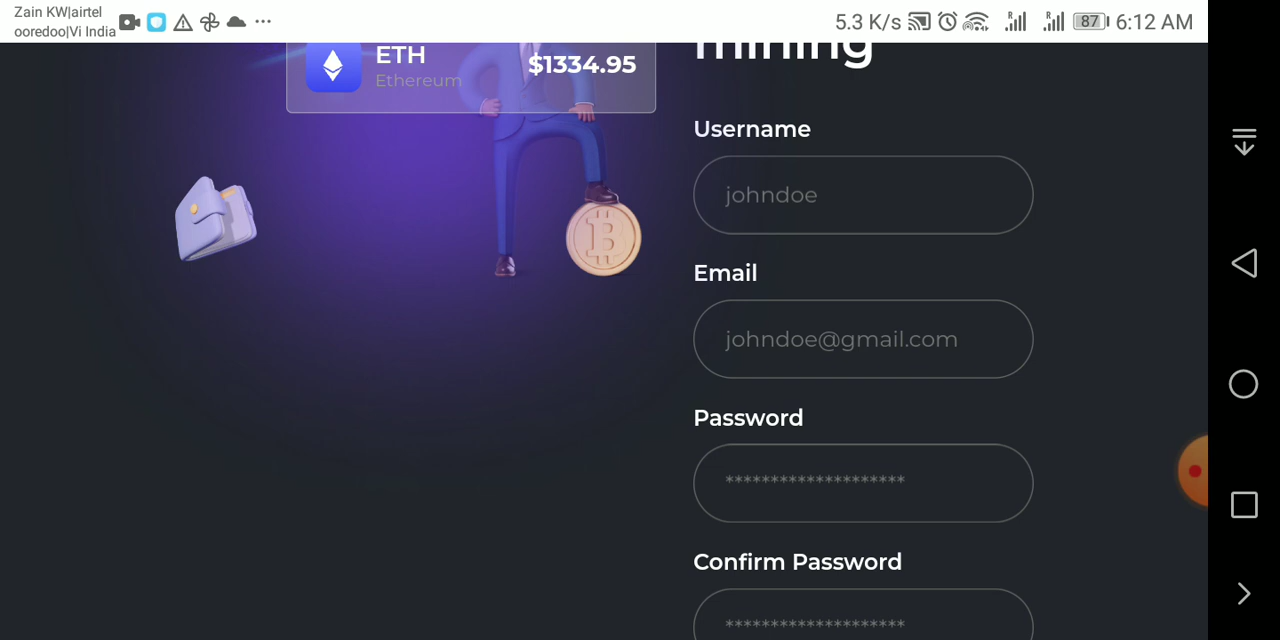 Zain KW|airtel
ooredoo|Vi India
5.3 K/s
87
6:12 AM
mining
ETH
$1334.95
Ethereum
Username
johndoe
Email
johndoe@gmail.com
Password
********************
Confirm Password
********************